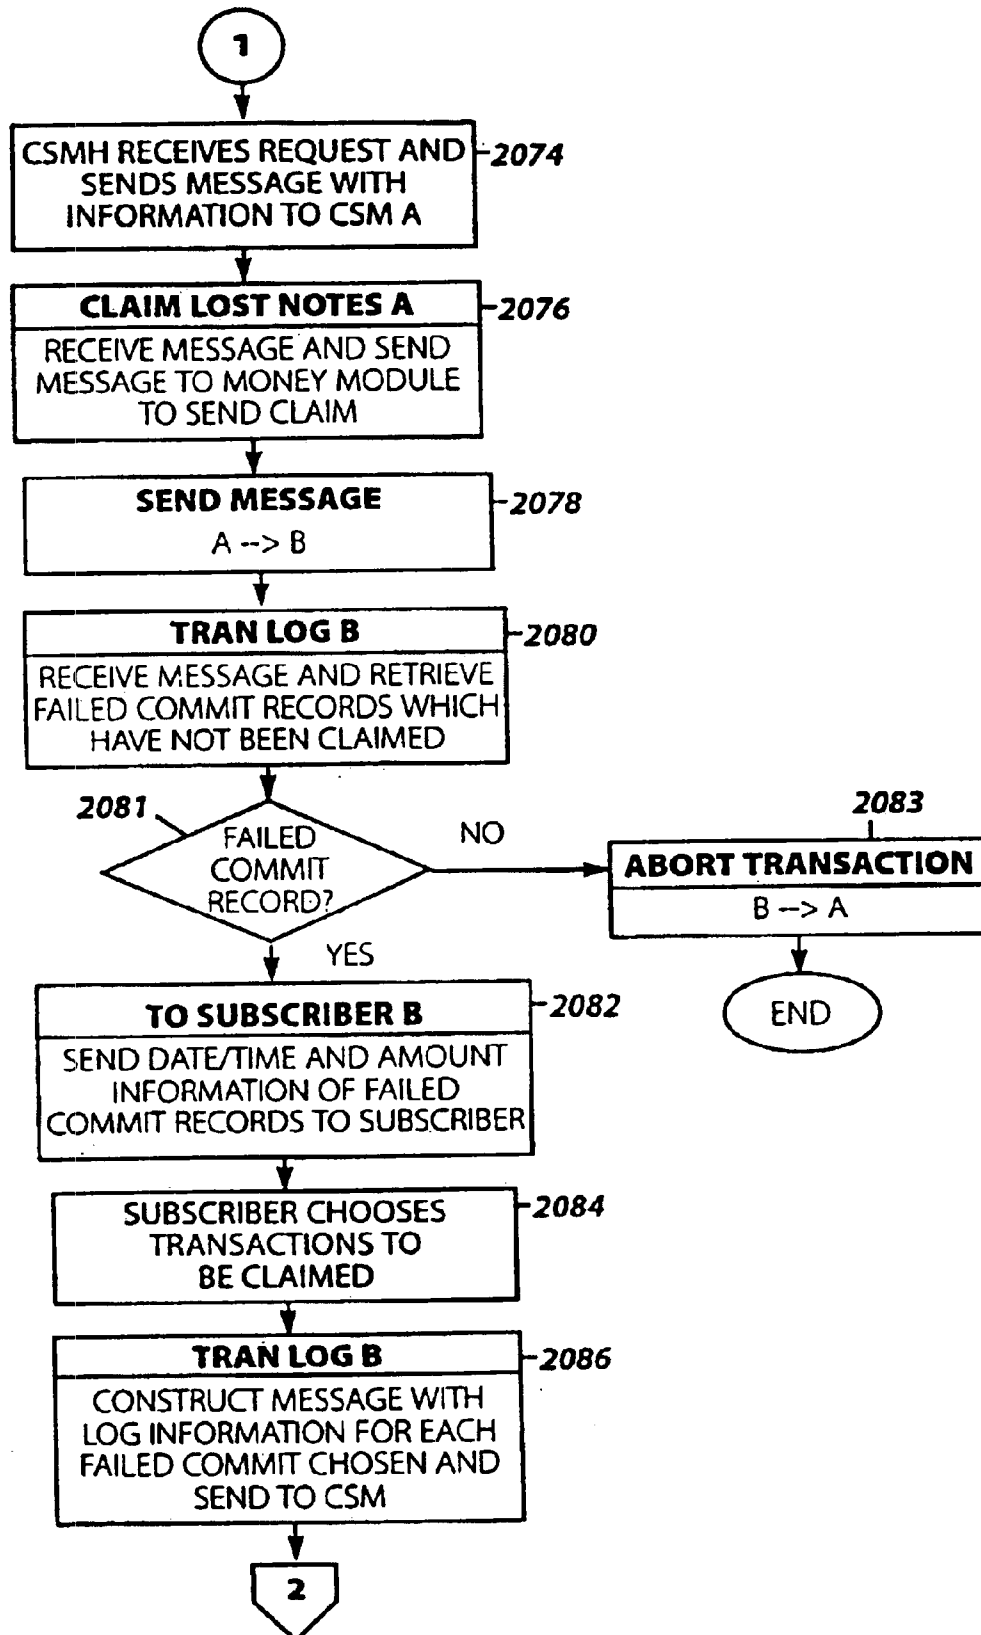 1
CSMH RECEIVES REQUEST AND
SENDS MESSAGE WITH
INFORMATION TO CSM A
2074
CLAIM LOST NOTES A
2076
RECEIVE MESSAGE AND SEND
MESSAGE TO MONEY MODULE
TO SEND CLAIM
SEND MESSAGE
2078
A --> B
TRAN LOG B
2080
RECEIVE MESSAGE AND RETRIEVE
FAILED COMMIT RECORDS WHICH
HAVE NOT BEEN CLAIMED
2081
FAILED
COMMIT
RECORD?
NO
2083
ABORT TRANSACTION
B --> A
END
YES
TO SUBSCRIBER B
2082
SEND DATE/TIME AND AMOUNT
INFORMATION OF FAILED
COMMIT RECORDS TO SUBSCRIBER
SUBSCRIBER CHOOSES
TRANSACTIONS TO
BE CLAIMED
2084
TRAN LOG B
2086
CONSTRUCT MESSAGE WITH
LOG INFORMATION FOR EACH
FAILED COMMIT CHOSEN AND
SEND TO CSM
2